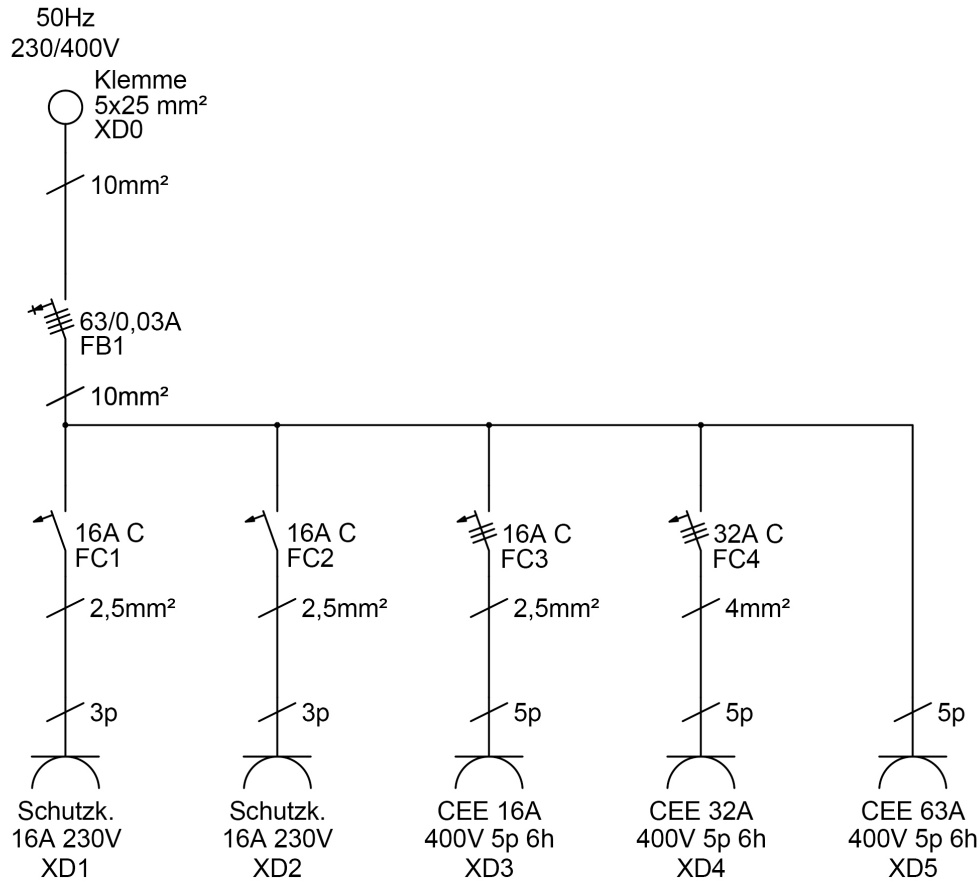 50Hz
230/400V
Klemme
5x25 mm²
XD0
10mm²
63/0,03A
FB1
10mm²
16A C
FC1
16A C
FC2
16A C
FC3
32A C
FC4
2,5mm²
2,5mm²
2,5mm²
4mm²
3p
3p
5p
5p
5p
Schutzk.
16A 230V
XD1
Schutzk.
16A 230V
XD2
CEE 16A
400V 5p 6h
XD3
CEE 32A
400V 5p 6h
XD4
CEE 63A
400V 5p 6h
XD5